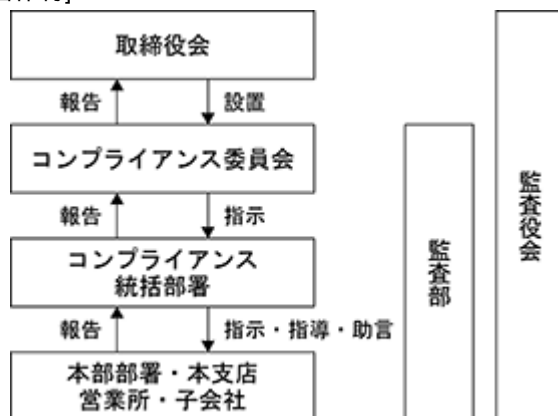 取締役会
報告
設置
コンプライアンス委員会
報告
指示
コンプライアンス
統括部署
報告
指示・指導・助言
本部部署・本支店
営業所・子会社
監査部
監査役会